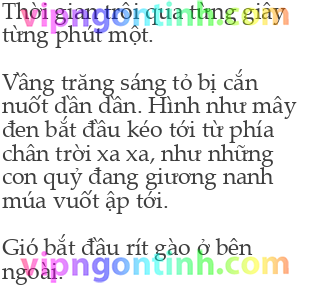 Thời gian trôi qua từng giây
từng phút một.
Vầng trăng sáng tỏ bị cắn
nuốt dần dần. Hình như mây
đen bắt đầu kéo tới từ phía
chân trời xa xa, như những
con quỷ đang giương nanh
múa vuốt ập tới.
vipngontinh.com
Gió bắt đầu rít gào ở bên
ngoài.
vipngontinh.com